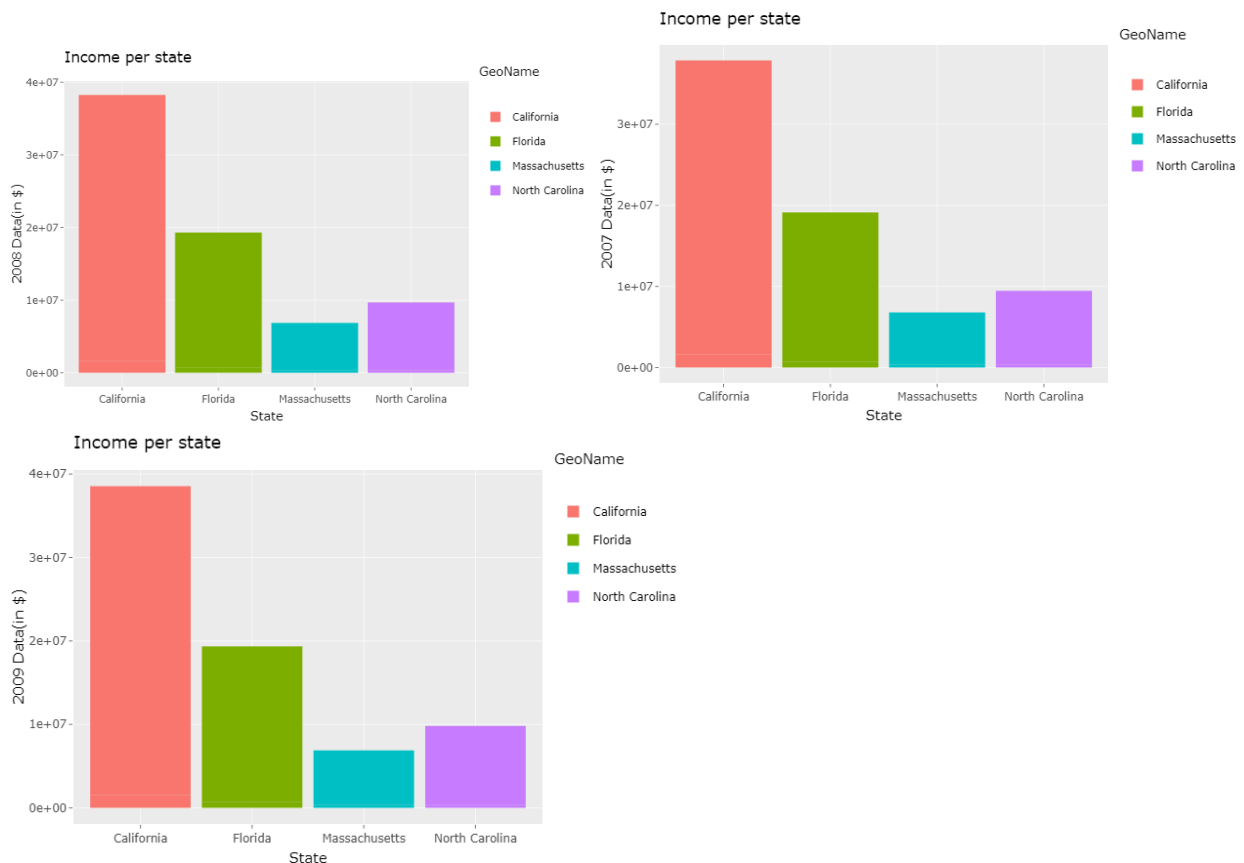 Income per state
GeoName
California
Florida
Massachusetts
North Carolina
4e+07
3e+07
2e+07
1e+07
0e+00
2008 Data(in $)
California Florida Massachusetts North Carolina
State
Income per state
GeoName
California
Florida
Massachusetts
North Carolina
3e+07
2e+07
1e+07
0e+00
2007 Data(in $)
California Florida Massachusetts North Carolina
State
Income per state
GeoName
California
Florida
Massachusetts
North Carolina
4e+07
3e+07
2e+07
1e+07
0e+00
2009 Data(in $)
California Florida Massachusetts North Carolina
State